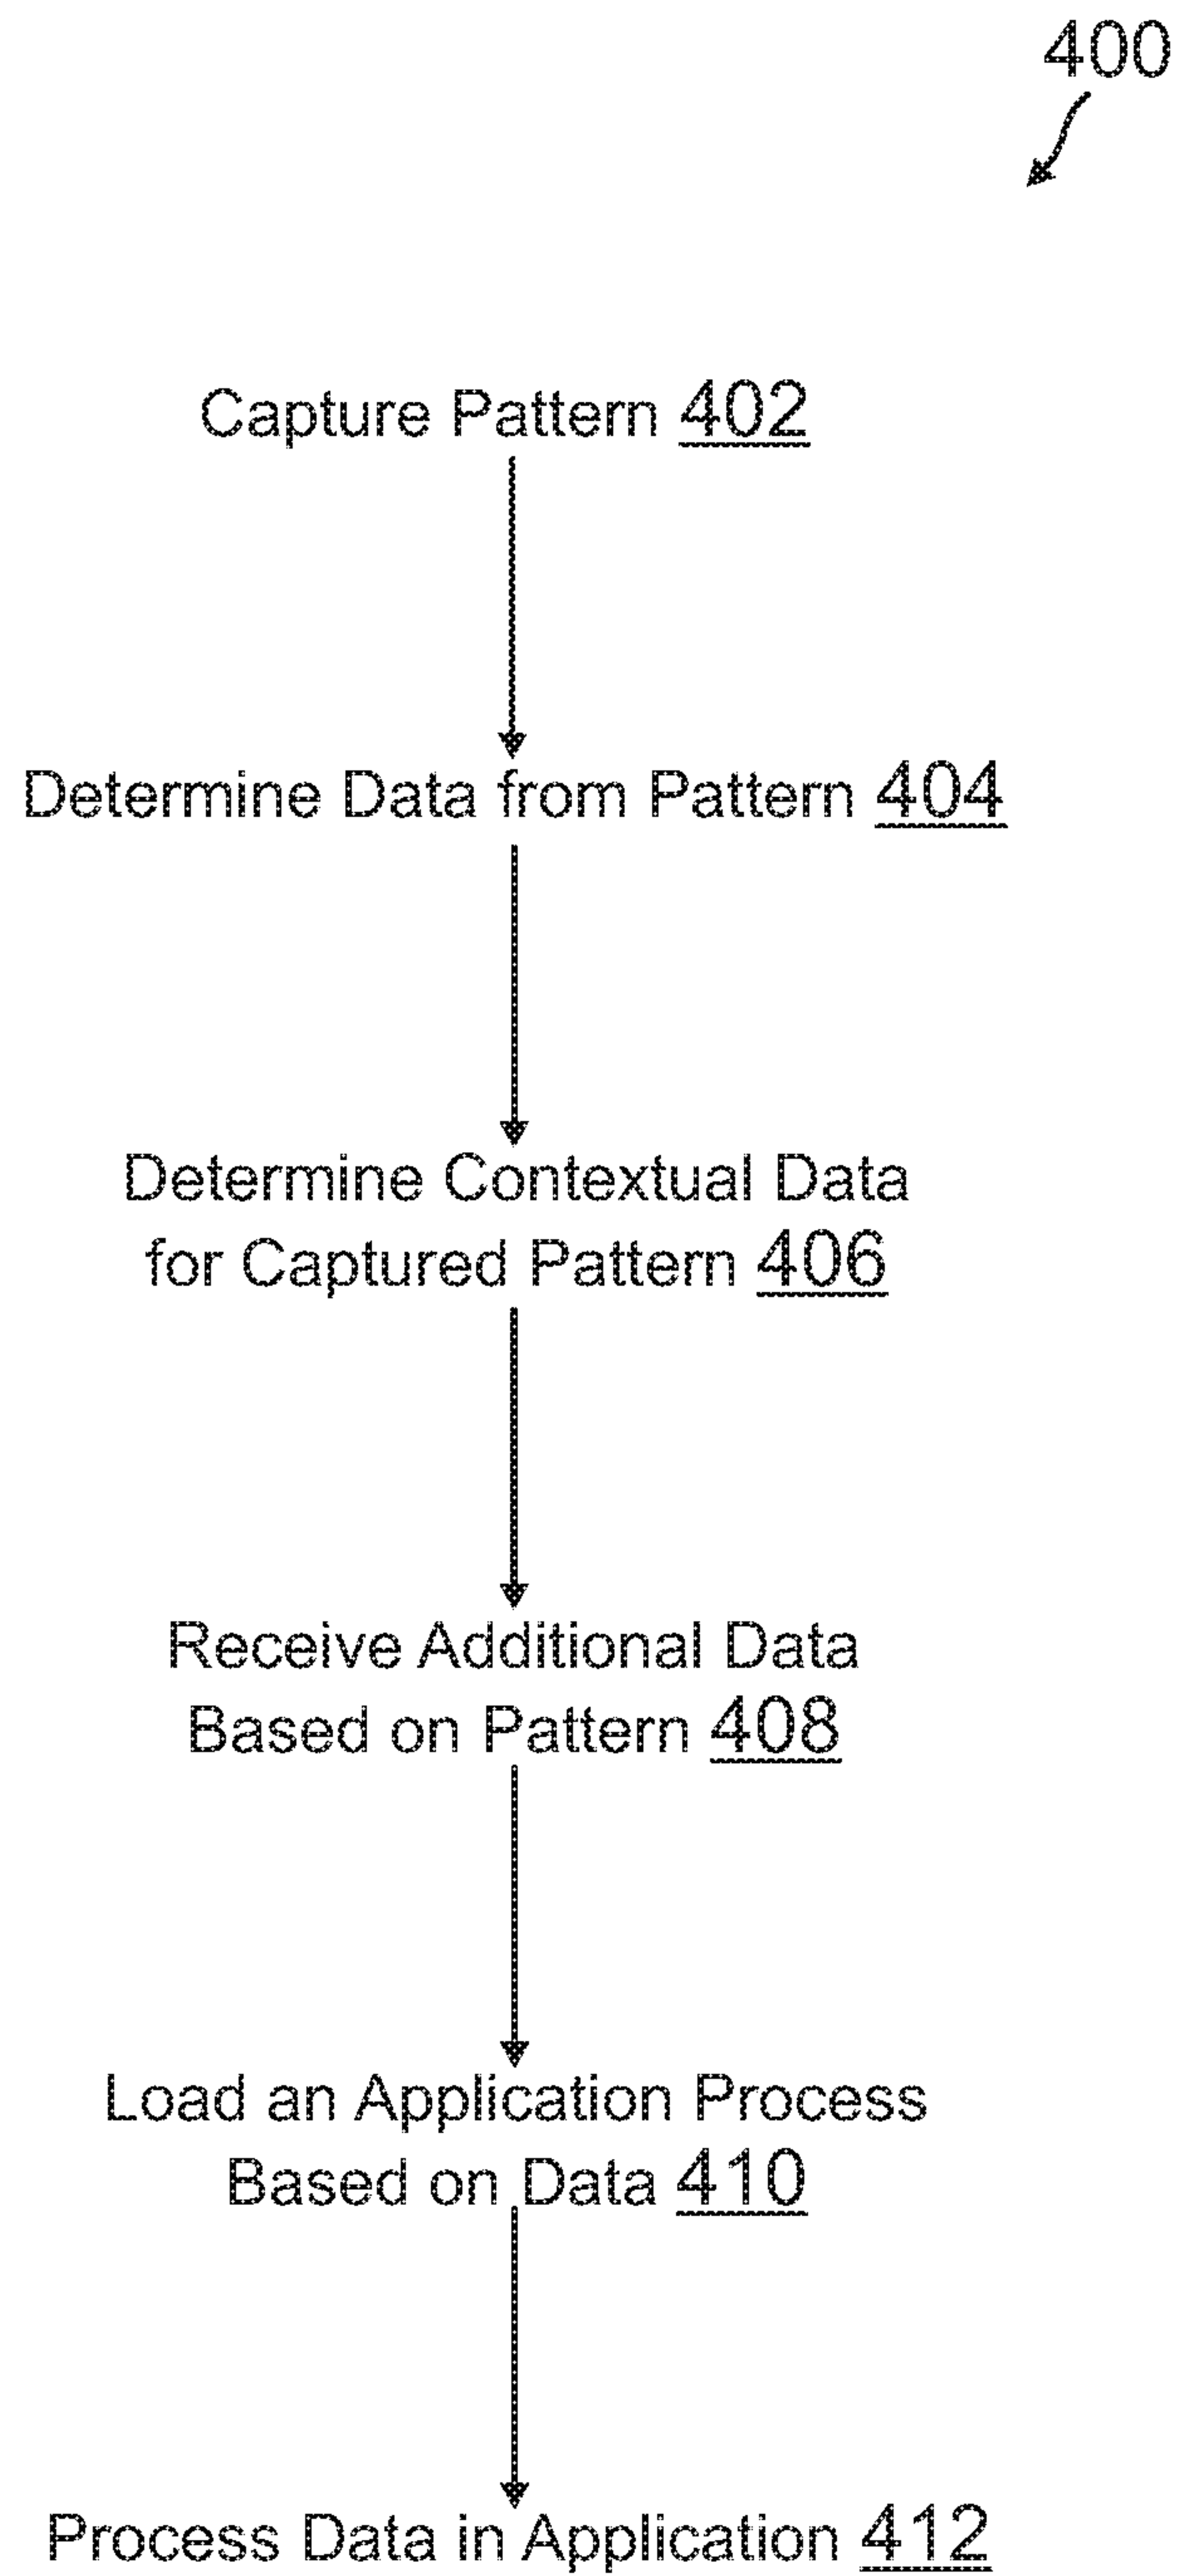 400
Capture Pattern 402
Determine Data from Pattern 404
Determine Contextual Data
for Captured Pattern 406
Receive Additional Data
Based on Pattern 408
Load an Application Process
Based on Data 410
Process Data in Application 412